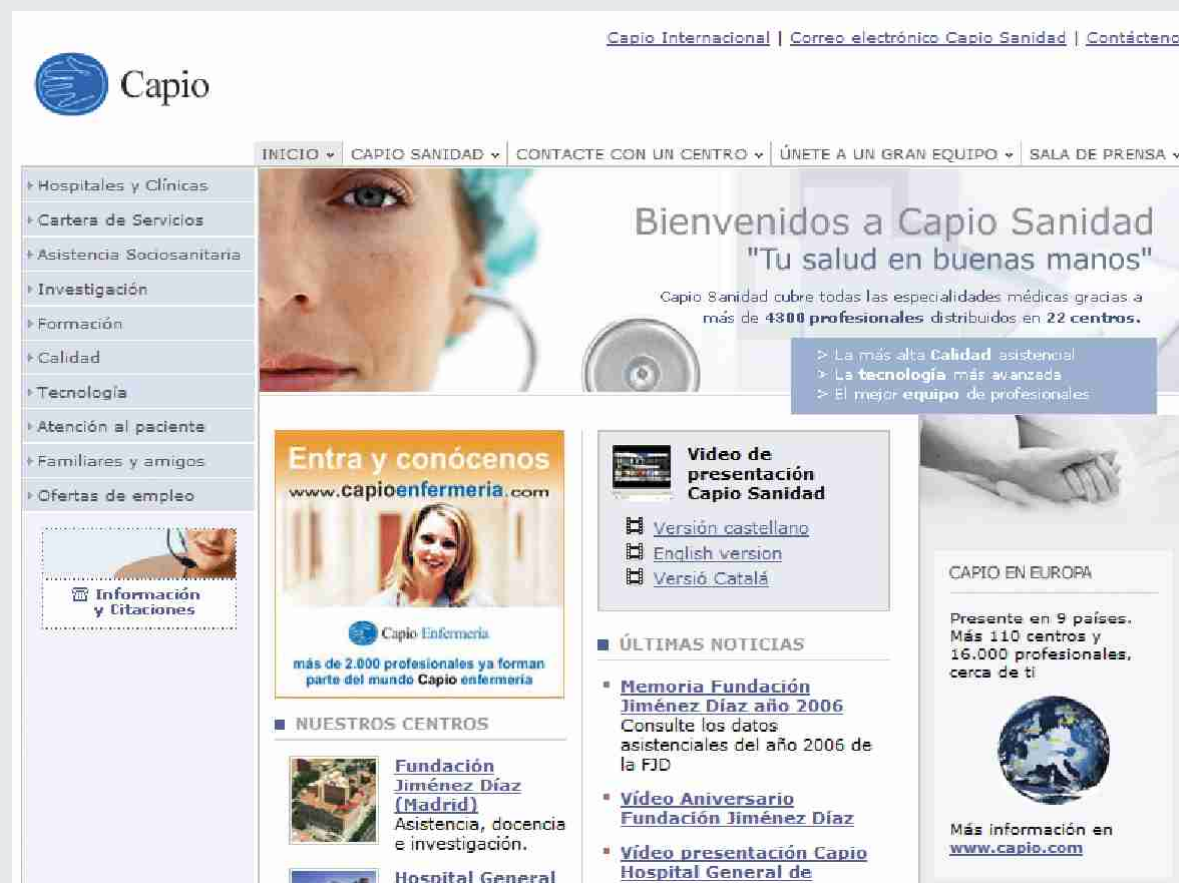 Capio Internacional | Correo electrónico Capio Sanidad | Contácteno
Capio
INICIO
CAPIO SANIDAD
CONTACTE CON UN CENTRO
ÚNETE A UN GRAN EQUIPO
SALA DE PRENSA
Hospitales y Clínicas
Cartera de Servicios
Asistencia Sociosanitaria
Investigación
Formación
Calidad
Tecnología
Atención al paciente
Familiares y amigos
Ofertas de empleo
Información
y Citaciones
Bienvenidos a Capio Sanidad
"Tu salud en buenas manos"
Capio Sanidad cubre todas las especialidades médicas gracias a
más de 4300 profesionales distribuidos en 22 centros.
> La más alta Calidad asistencial
> La tecnología más avanzada
> El mejor equipo de profesionales
Entra y conócenos
www.capioenfermeria.com
Capio Enfermería
más de 2.000 profesionales ya forman
parte del mundo Capio enfermería
NUESTROS CENTROS
Fundación
Jiménez Díaz
(Madrid)
Asistencia, docencia
e investigación.
Hospital General
Video de
presentación
Capio Sanidad
Versión castellano
English version
Versió Catalá
ÚLTIMAS NOTICIAS
Memoria Fundación
Jiménez Díaz año 2006
Consulte los datos
asistenciales del año 2006 de
la FJD
Vídeo Aniversario
Fundación Jiménez Díaz
Vídeo presentación Capio
Hospital General de
CAPIO EN EUROPA
Presente en 9 países.
Más 110 centros y
16.000 profesionales,
cerca de ti
Más información en
www.capio.com